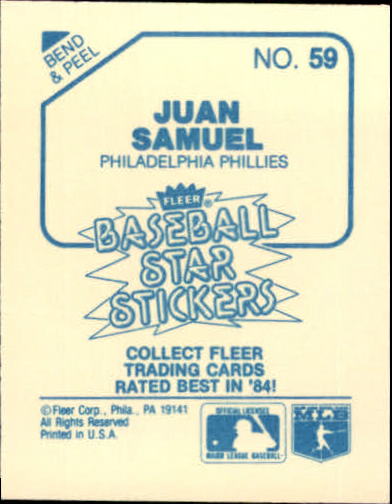 BEND
& PEEL
NO. 59
JUAN
SAMUEL
PHILADELPHIA PHILLIES
FLEER®
BASEBALL
STAR
STICKERS
COLLECT FLEER
TRADING CARDS
RATED BEST IN '84!
© Fleer Corp., Phila., PA 19141
All Rights Reserved
Printed in U.S.A.
OFFICIAL LICENSEE
MAJOR LEAGUE BASEBALL
MLB